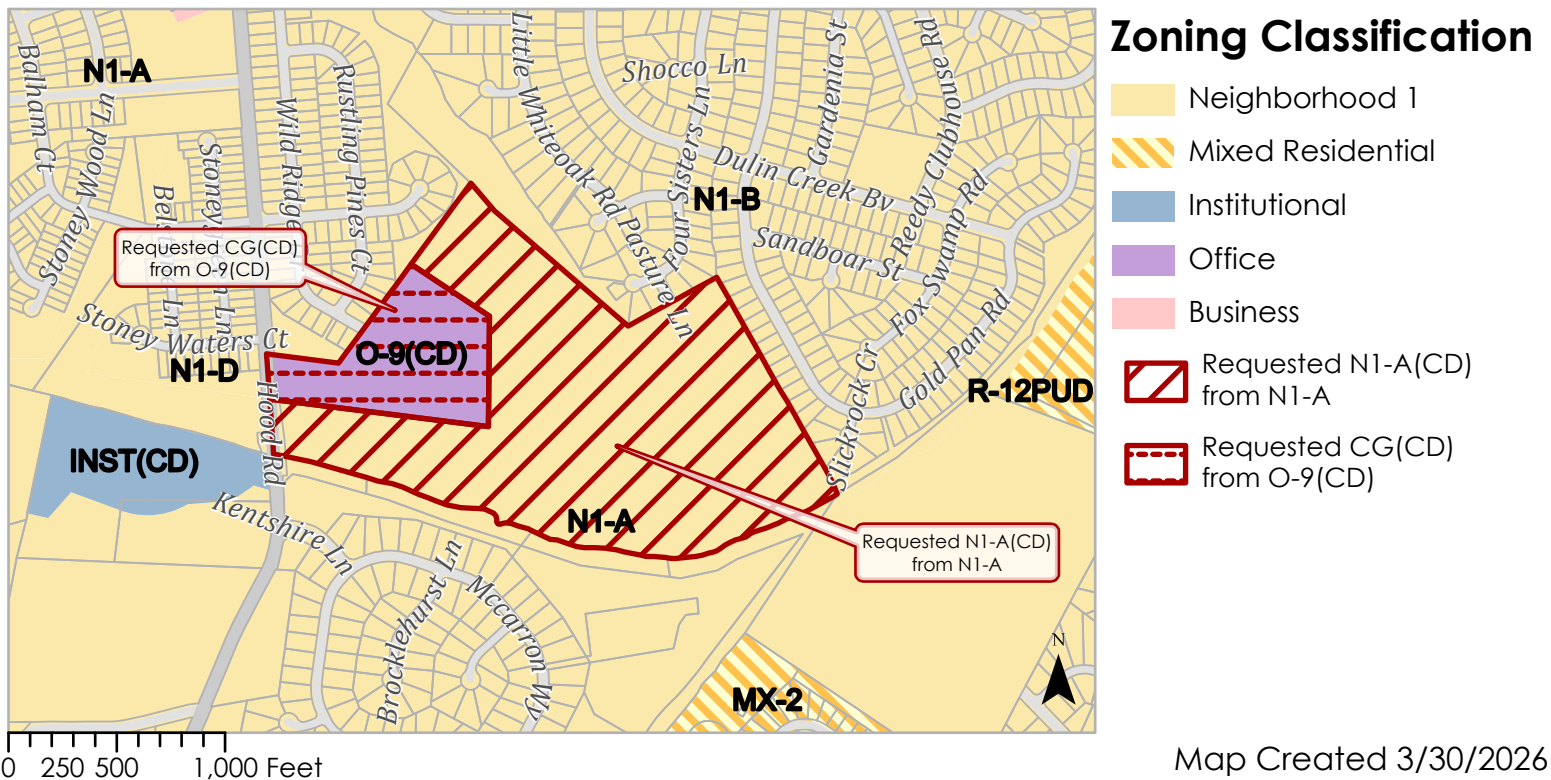 Zoning Classification
Neighborhood 1
Mixed Residential
Institutional
Office
Business
Requested N1-A(CD)
from N1-A
Requested CG(CD)
from O-9(CD)
N1-A
Balham Ct
Stoney Wood Ln
Wild Ridge
Rustling Pines Ct
Little Whiteoak Rd
Shocco Ln
Four Sisters Ln
Gardenia St
Reedy Clubhouse Rd
Dulin Creek Bv
N1-B
Sandboar St
Fox Swamp Rd
Pasture Ln
Gold Pan Rd
Slickrock Cr
Requested CG(CD)
from O-9(CD)
Stoney Waters Ct
N1-D
O-9(CD)
Hood Rd
R-12PUD
INST(CD)
Kentshire Ln
N1-A
Requested N1-A(CD)
from N1-A
Brocklehurst Ln
Mccarron Wy
MX-2
N
0 250 500 1,000 Feet
Map Created 3/30/2026